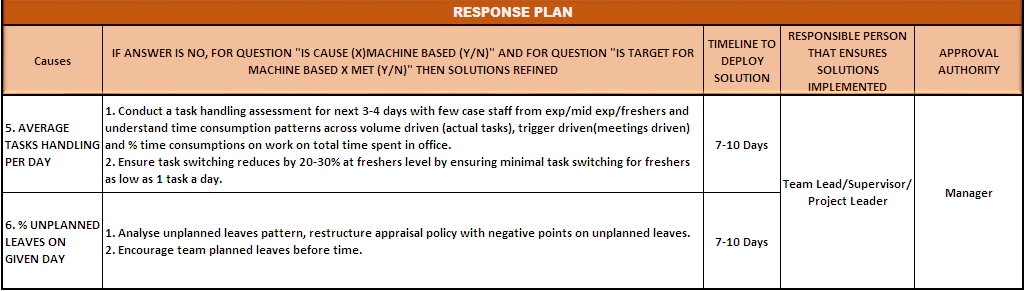 RESPONSE PLAN
Causes
IF ANSWER IS NO, FOR QUESTION "IS CAUSE (X)MACHINE BASED (Y/N)" AND FOR QUESTION "IS TARGET FOR
MACHINE BASED X MET (Y/N)" THEN SOLUTIONS REFINED
TIMELINE TO
DEPLOY
SOLUTION
RESPONSIBLE PERSON
THAT ENSURES
SOLUTIONS
IMPLEMENTED
APPROVAL
AUTHORITY
5. AVERAGE
TASKS HANDLING
PER DAY
1. Conduct a task handling assessment for next 3-4 days with few case staff from exp/mid exp/freshers and
understand time consumption patterns across volume driven (actual tasks), trigger driven(meetings driven)
and % time consumptions on work on total time spent in office.
2. Ensure task switching reduces by 20-30% at freshers level by ensuring minimal task switching for freshers
as low as 1 task a day.
7-10 Days
Team Lead/Supervisor/
Project Leader
Manager
6. % UNPLANNED
LEAVES ON
GIVEN DAY
1. Analyse unplanned leaves pattern, restructure appraisal policy with negative points on unplanned leaves.
2. Encourage team planned leaves before time.
7-10 Days